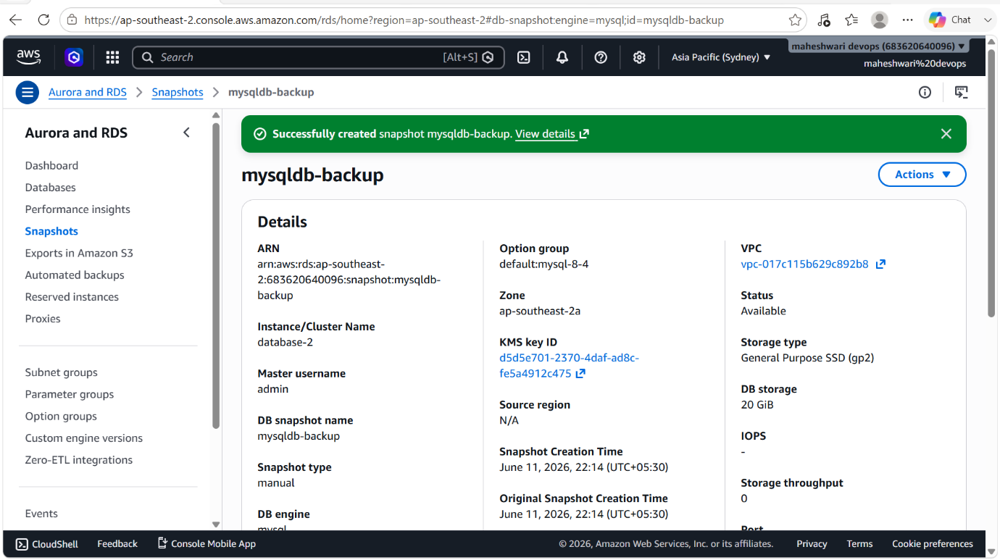 https://ap-southeast-2.console.aws.amazon.com/rds/home?region=ap-southeast-2#db-snapshot:engine=mysql;id=mysqldb-backup
Chat
aws
Search
[Alt+S]
Asia Pacific (Sydney)
maheshwari devops (683620640096)
maheshwari%20devops
Aurora and RDS
Snapshots
mysqldb-backup
Aurora and RDS
Dashboard
Databases
Performance insights
Snapshots
Exports in Amazon S3
Automated backups
Reserved instances
Proxies
Subnet groups
Parameter groups
Option groups
Custom engine versions
Zero-ETL integrations
Events
Successfully created snapshot mysqldb-backup. View details
mysqldb-backup
Actions
Details
ARN
arn:aws:rds:ap-southeast-
2:683620640096:snapshot:mysqldb-
backup
Instance/Cluster Name
database-2
Master username
admin
DB snapshot name
mysqldb-backup
Snapshot type
manual
DB engine
mysql
Option group
default:mysql-8-4
Zone
ap-southeast-2a
KMS key ID
d5d5e701-2370-4daf-ad8c-
fe5a4912c475
Source region
N/A
Snapshot Creation Time
June 11, 2026, 22:14 (UTC+05:30)
Original Snapshot Creation Time
June 11, 2026, 22:14 (UTC+05:30)
VPC
vpc-017c115b629c892b8
Status
Available
Storage type
General Purpose SSD (gp2)
DB storage
20 GiB
IOPS
-
Storage throughput
0
Port
CloudShell
Feedback
Console Mobile App
© 2026, Amazon Web Services, Inc. or its affiliates.
Privacy
Terms
Cookie preferences